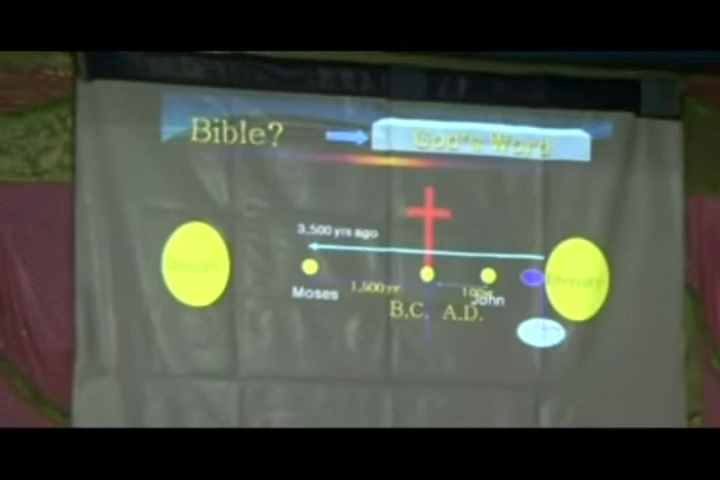 Bible?
God's Word
3,500 yrs ago
Moses
1,500 yr
B.C.
A.D.
John